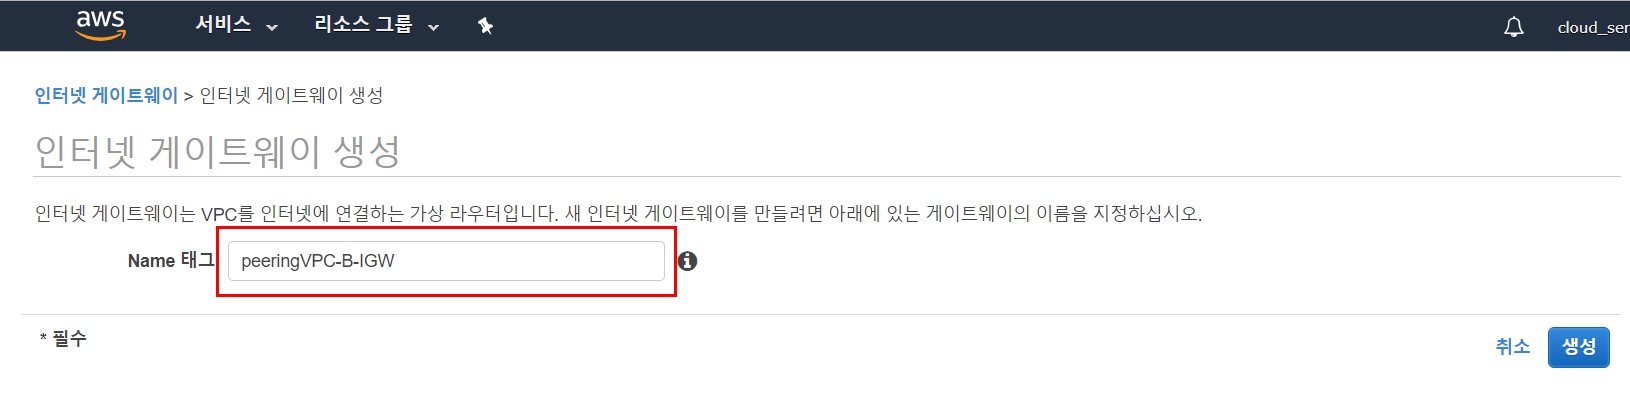 aws 서비스 리소스 그룹 cloud_ser
인터넷 게이트웨이 > 인터넷 게이트웨이 생성
인터넷 게이트웨이 생성
인터넷 게이트웨이는 VPC를 인터넷에 연결하는 가상 라우터입니다. 새 인터넷 게이트웨이를 만들려면 아래에 있는 게이트웨이의 이름을 지정하십시오.
Name 태그 peeringVPC-B-IGW
* 필수
취소 생성